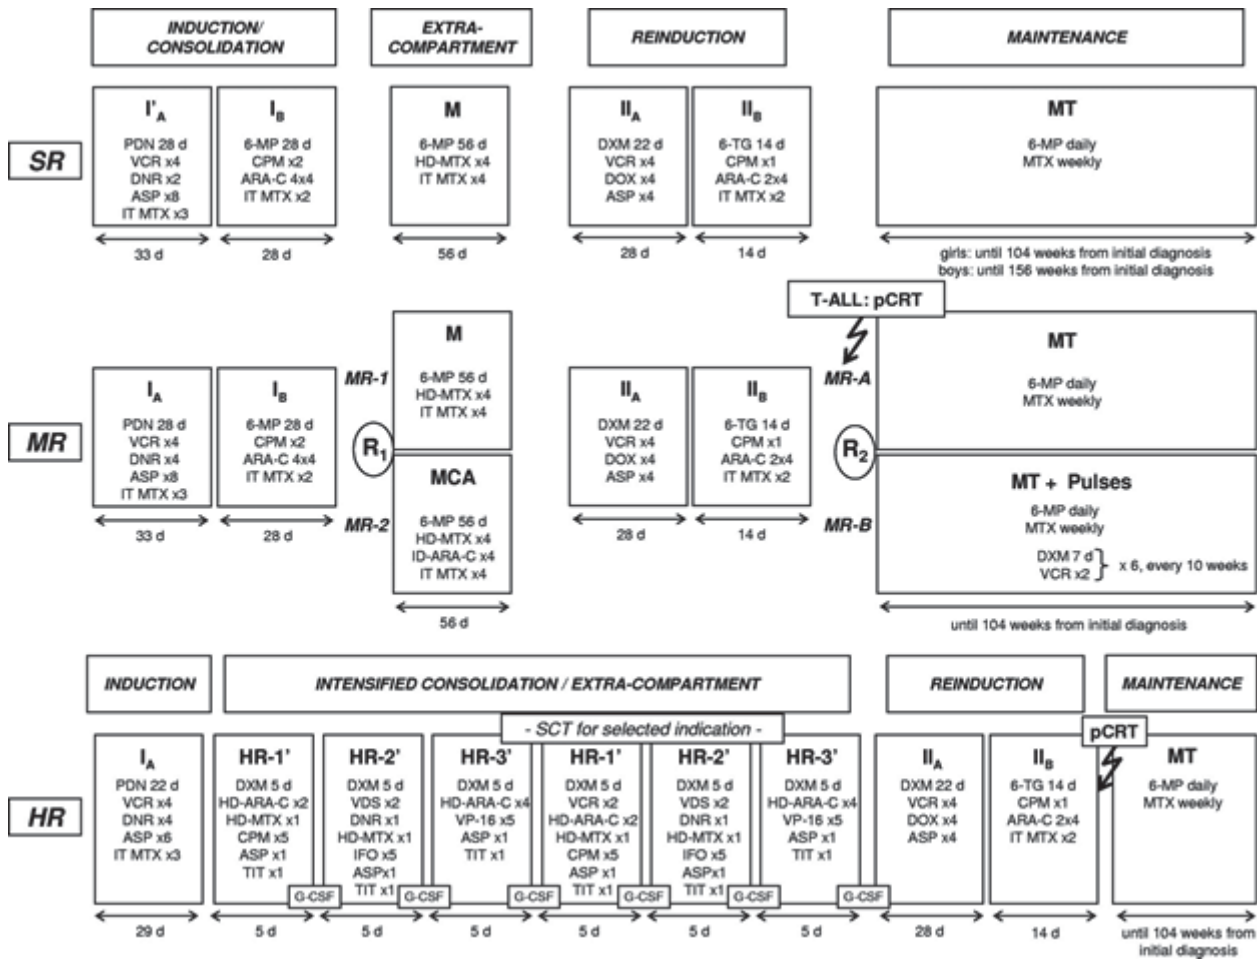 INDUCTION/
CONSOLIDATION
EXTRA-
COMPARTMENT
REINDUCTION
MAINTENANCE
SR
I'A
PDN 28 d
VCR x4
DNR x2
ASP x8
IT MTX x3
33 d
IB
6-MP 28 d
CPM x2
ARA-C 4x4
IT MTX x2
28 d
M
6-MP 56 d
HD-MTX x4
IT MTX x4
56 d
IIA
DXM 22 d
VCR x4
DOX x4
ASP x4
28 d
IIB
6-TG 14 d
CPM x1
ARA-C 2x4
IT MTX x2
14 d
MT
6-MP daily
MTX weekly
girls: until 104 weeks from initial diagnosis
boys: until 156 weeks from initial diagnosis
MR
IA
PDN 28 d
VCR x4
DNR x4
ASP x8
IT MTX x3
33 d
IB
6-MP 28 d
CPM x2
ARA-C 4x4
IT MTX x2
28 d
MR-1
R1
MR-2
M
6-MP 56 d
HD-MTX x4
IT MTX x4
MCA
6-MP 56 d
HD-MTX x4
ID-ARA-C x4
IT MTX x4
56 d
IIA
DXM 22 d
VCR x4
DOX x4
ASP x4
28 d
IIB
6-TG 14 d
CPM x1
ARA-C 2x4
IT MTX x2
14 d
T-ALL: pCRT
MR-A
R2
MR-B
MT
6-MP daily
MTX weekly
MT + Pulses
6-MP daily
MTX weekly
DXM 7 d
VCR x2
x 6, every 10 weeks
until 104 weeks from initial diagnosis
INDUCTION
INTENSIFIED CONSOLIDATION / EXTRA-COMPARTMENT
REINDUCTION
MAINTENANCE
- SCT for selected indication -
HR
IA
PDN 22 d
VCR x4
DNR x4
ASP x6
IT MTX x3
29 d
HR-1'
DXM 5 d
HD-ARA-C x2
HD-MTX x1
CPM x5
ASP x1
TIT x1
G-CSF
5 d
HR-2'
DXM 5 d
VDS x2
DNR x1
HD-MTX x1
IFO x5
ASPx1
TIT x1
G-CSF
5 d
HR-3'
DXM 5 d
HD-ARA-C x4
VP-16 x5
ASP x1
TIT x1
G-CSF
5 d
HR-1'
DXM 5 d
VCR x2
HD-ARA-C x2
HD-MTX x1
CPM x5
ASP x1
TIT x1
G-CSF
5 d
HR-2'
DXM 5 d
VDS x2
DNR x1
HD-MTX x1
IFO x5
ASPx1
TIT x1
G-CSF
5 d
HR-3'
DXM 5 d
HD-ARA-C x4
VP-16 x5
ASP x1
TIT x1
G-CSF
5 d
IIA
DXM 22 d
VCR x4
DOX x4
ASP x4
28 d
IIB
6-TG 14 d
CPM x1
ARA-C 2x4
IT MTX x2
14 d
pCRT
MT
6-MP daily
MTX weekly
until 104 weeks from
initial diagnosis